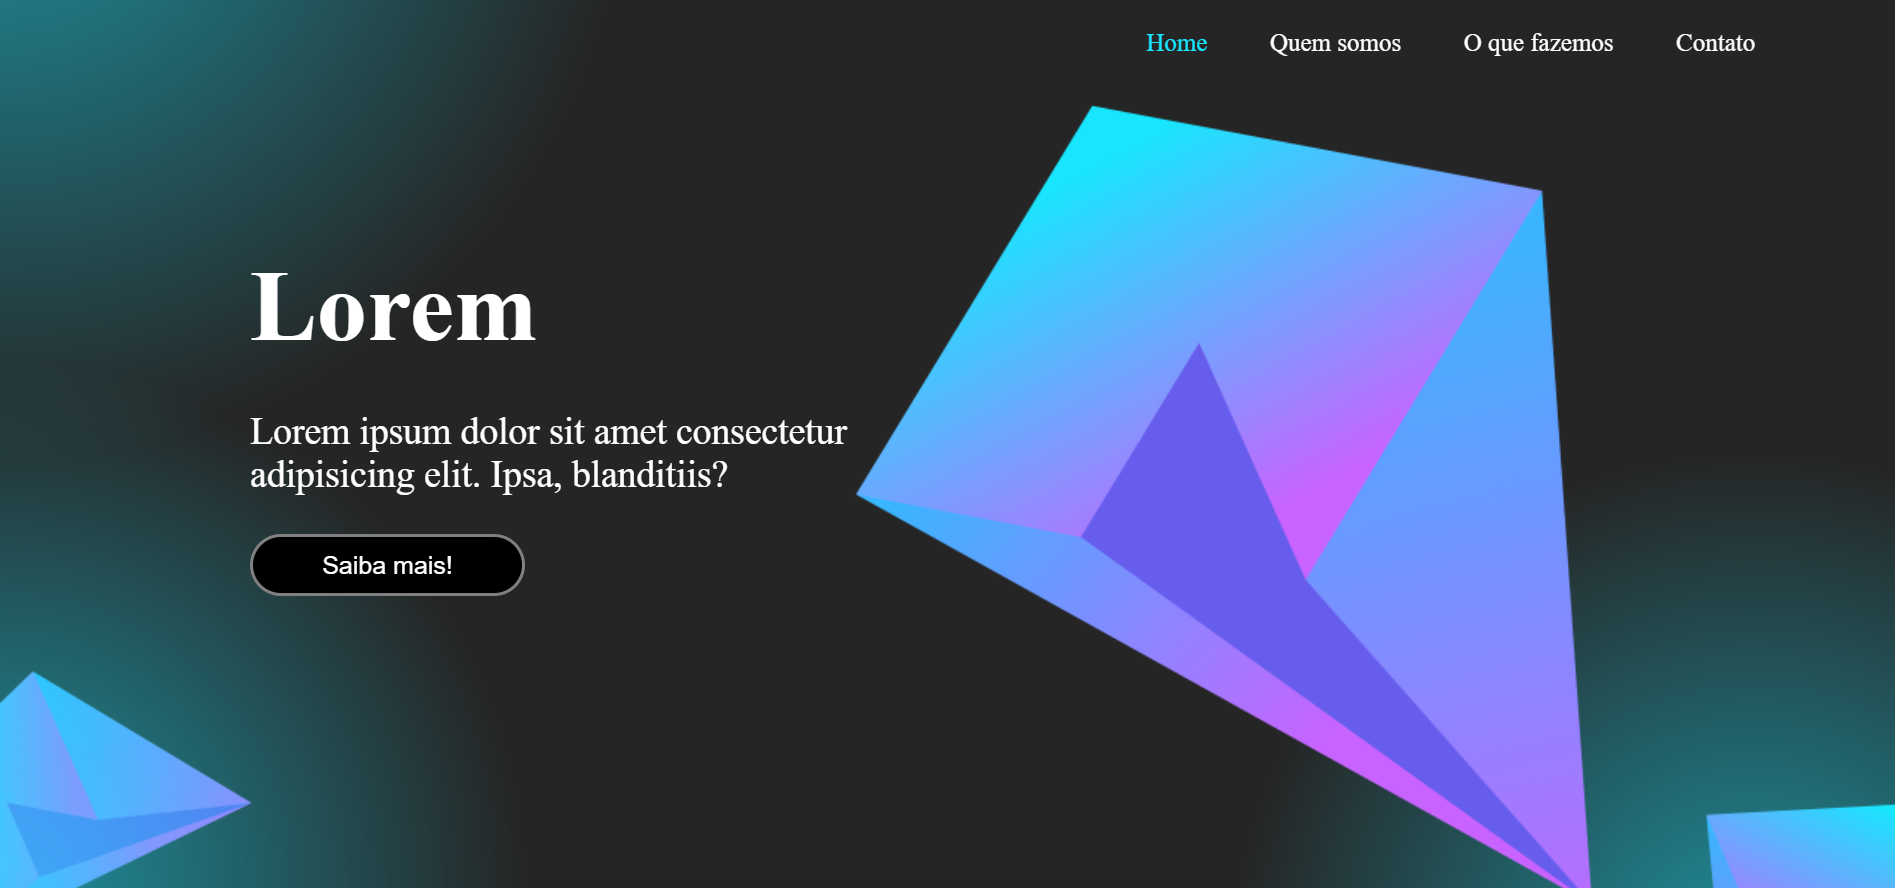 Home Quem somos O que fazemos Contato
Lorem
Lorem ipsum dolor sit amet consectetur
adipisicing elit. Ipsa, blanditiis?
Saiba mais!